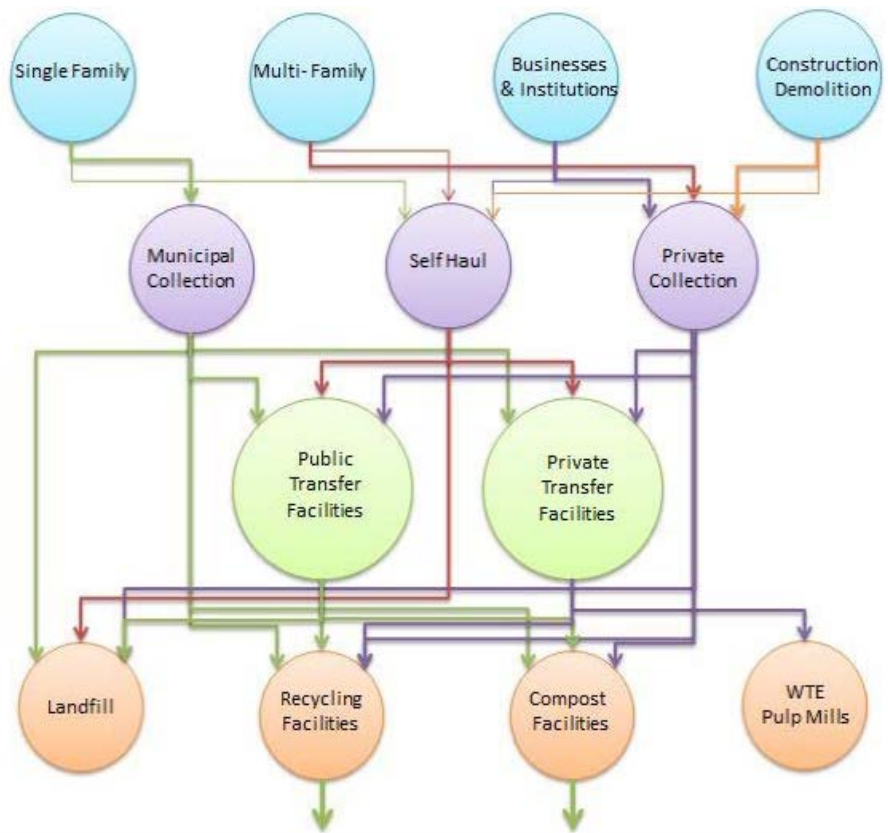 Single Family
Multi- Family
Businesses
& Institutions
Construction
Demolition
Municipal
Collection
Self Haul
Private
Collection
Public
Transfer
Facilities
Private
Transfer
Facilities
Landfill
Recycling
Facilities
Compost
Facilities
WTE
Pulp Mills